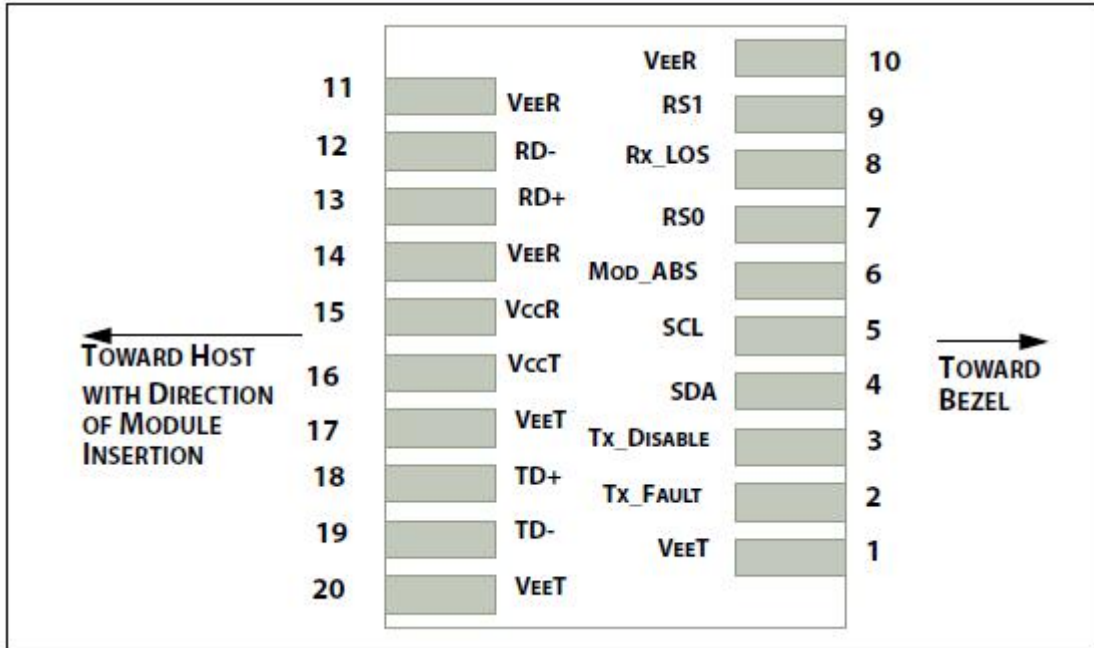 11 VEER
12 RD-
13 RD+
14 VEER
15 VCCR
16 VCCT
17 VEET
18 TD+
19 TD-
20 VEET
VEER 10
RS1 9
RX_LOS 8
RS0 7
MOD_ABS 6
SCL 5
SDA 4
TX_DISABLE 3
TX_FAULT 2
VEET 1
TOWARD HOST
WITH DIRECTION
OF MODULE
INSERTION
TOWARD
BEZEL